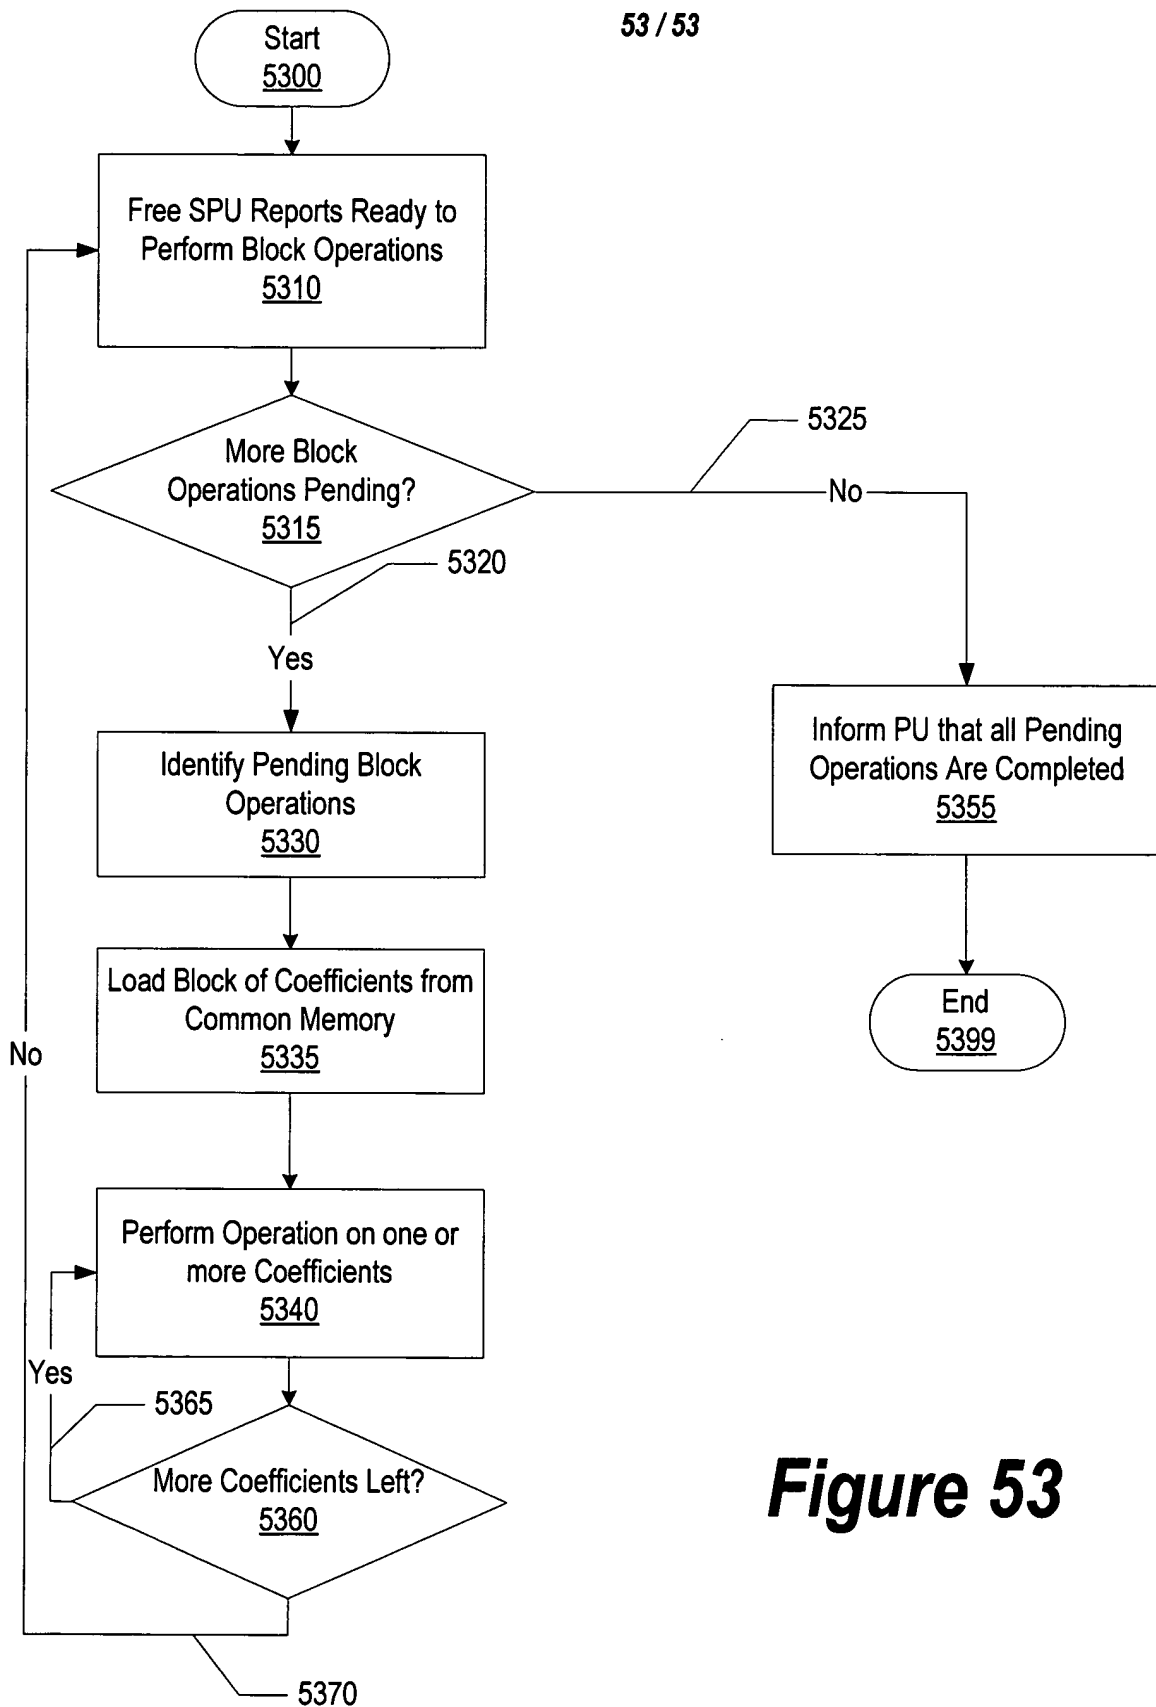 53 / 53
Start
5300
Free SPU Reports Ready to
Perform Block Operations
5310
More Block
Operations Pending?
5315
5325
No
5320
Yes
Identify Pending Block
Operations
5330
Inform PU that all Pending
Operations Are Completed
5355
Load Block of Coefficients from
Common Memory
5335
End
5399
No
Perform Operation on one or
more Coefficients
5340
Yes
5365
More Coefficients Left?
5360
5370
Figure 53